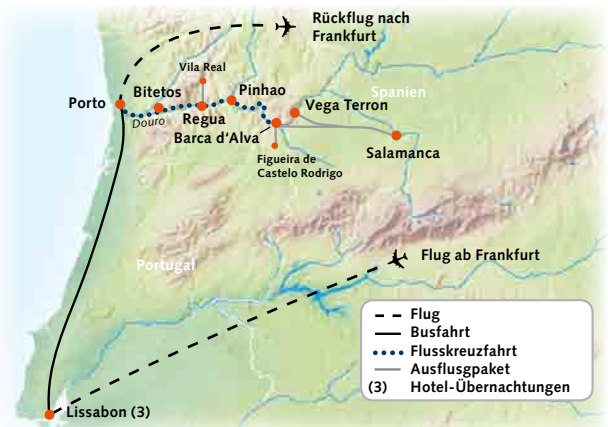 Rückflug nach
Frankfurt
Vila Real
Bitetos
Pinhao
Porto
Spanien
Vega Terron
Douro
Regua
Barca d'Alva
Salamanca
Figueira de
Castelo Rodrigo
Portugal
Flug ab Frankfurt
Flug
Busfahrt
Flusskreuzfahrt
Ausflusgpaket
(3) Hotel-Übernachtungen
Lissabon (3)